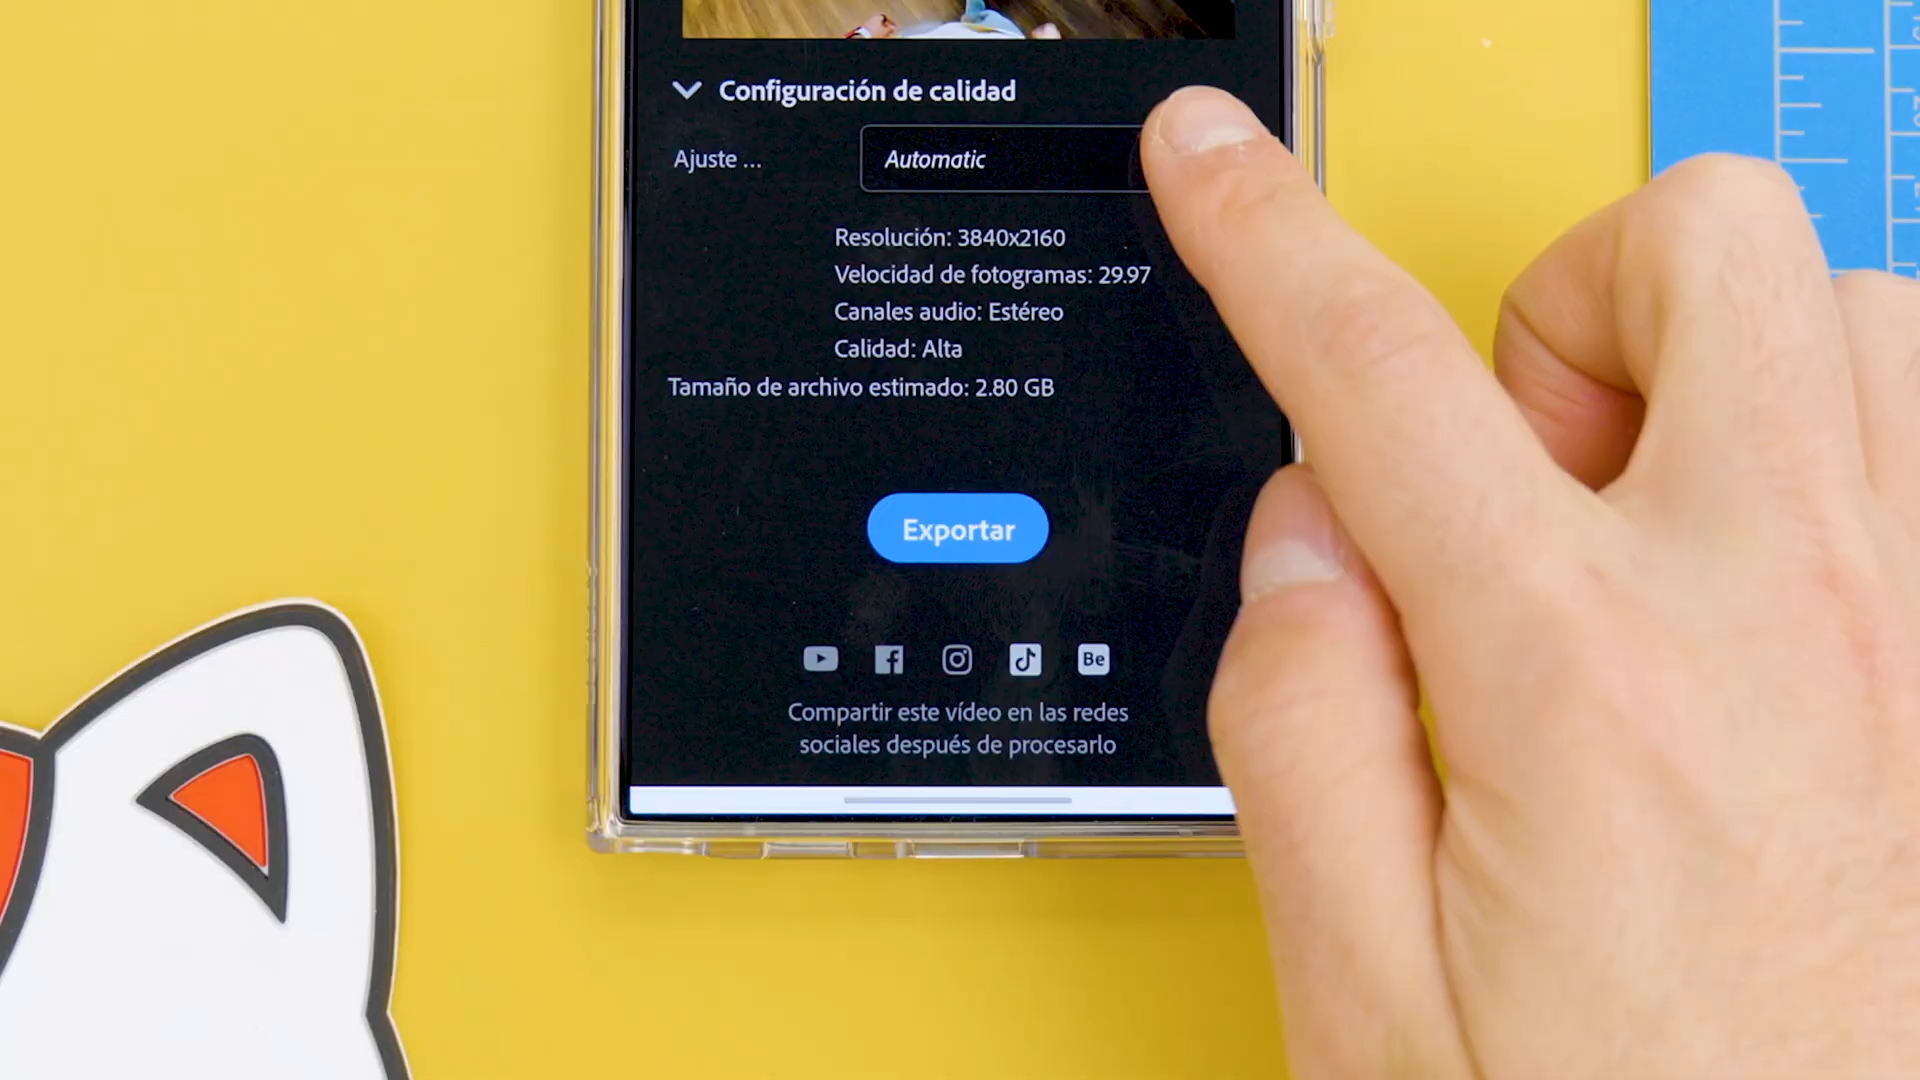 Configuración de calidad
Ajuste ...
Automatic
Resolución: 3840x2160
Velocidad de fotogramas: 29.97
Canales audio: Estéreo
Calidad: Alta
Tamaño de archivo estimado: 2.80 GB
Exportar
Be
Compartir este vídeo en las redes
sociales después de procesarlo